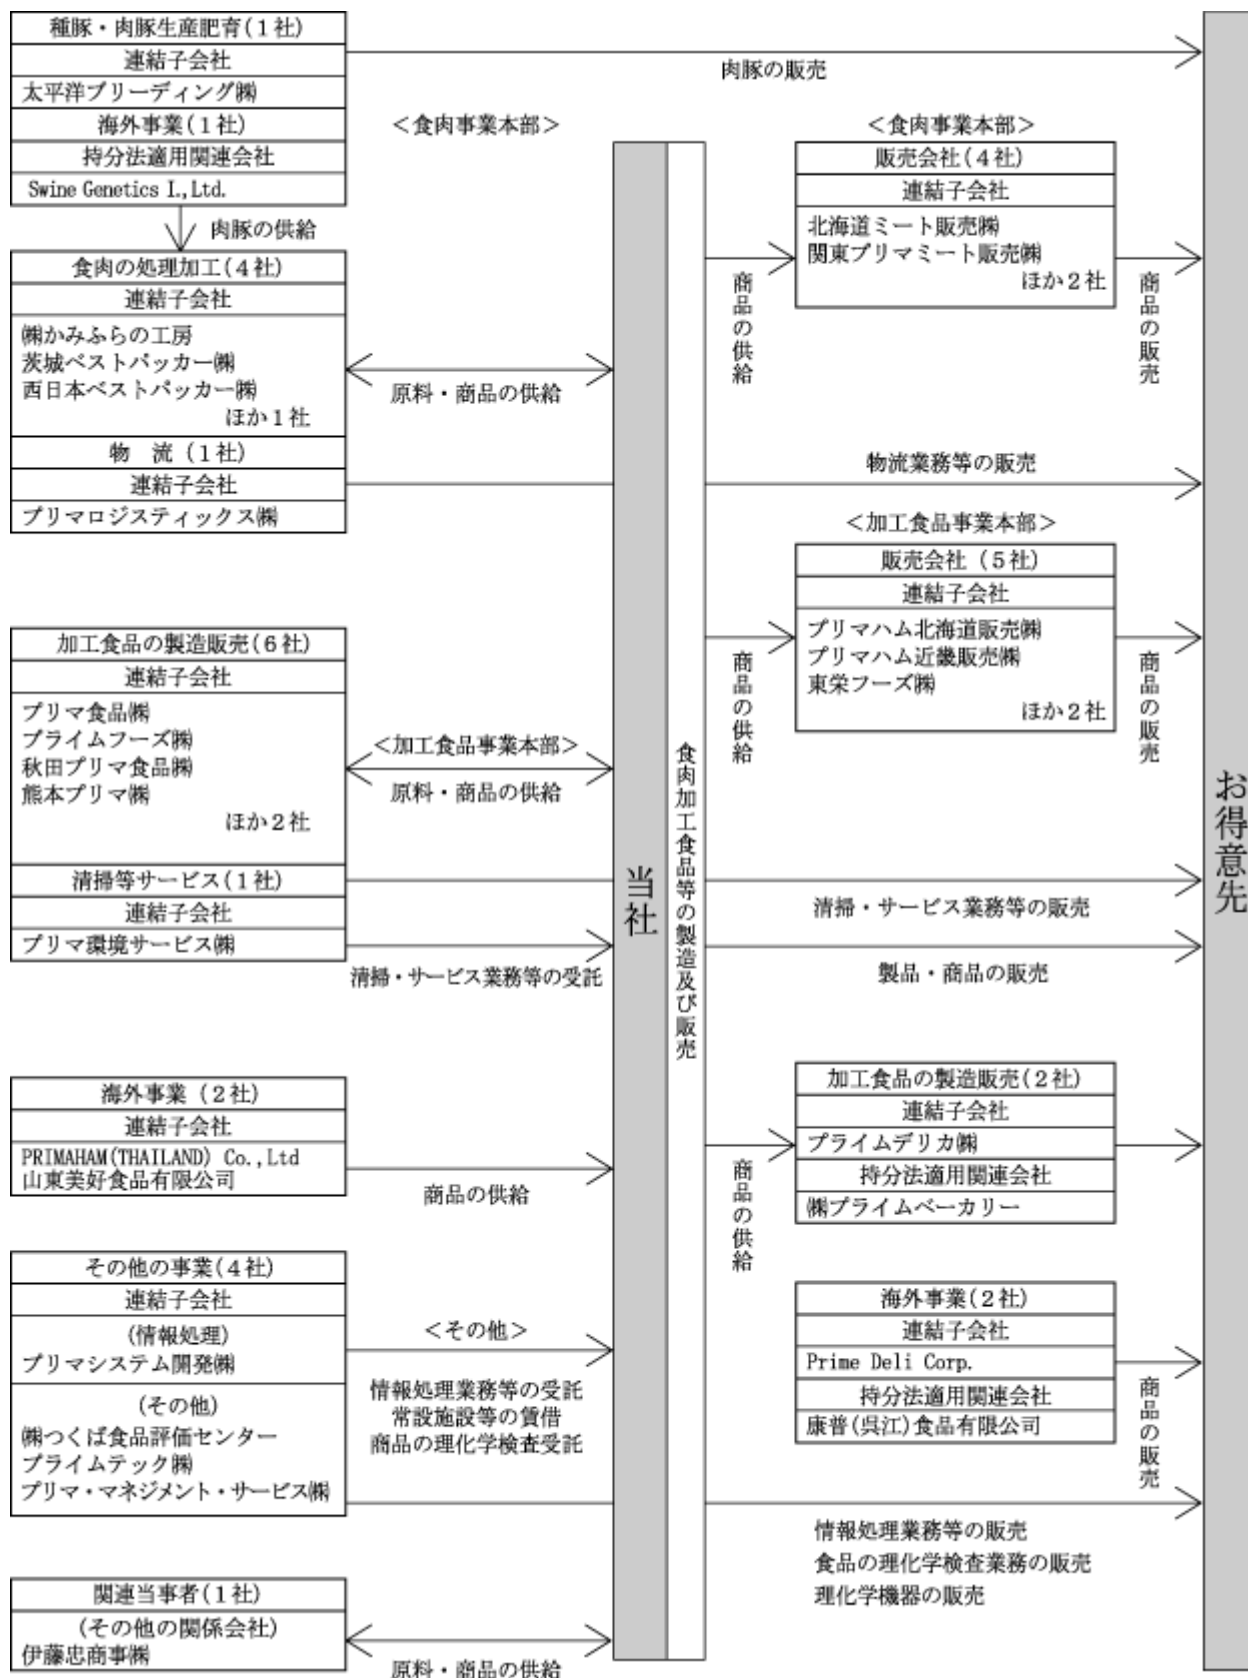 種豚・肉豚生産肥育(1社)
連結子会社
太平洋ブリーディング㈱
海外事業(1社)
持分法適用関連会社
Swine Genetics I.,Ltd.
肉豚の販売
肉豚の供給
<食肉事業本部>
食肉の処理加工(4社)
連結子会社
㈱かみふらの工房
茨城ベストパッカー㈱
西日本ベストパッカー㈱
ほか1社
原料・商品の供給
物 流 (1社)
連結子会社
プリマロジスティックス㈱
加工食品の製造販売(6社)
連結子会社
プリマ食品㈱
プライムフーズ㈱
秋田プリマ食品㈱
熊本プリマ㈱
ほか2社
<加工食品事業本部>
原料・商品の供給
清掃等サービス(1社)
連結子会社
プリマ環境サービス㈱
清掃・サービス業務等の受託
海外事業 (2社)
連結子会社
PRIMAHAM(THAILAND) Co.,Ltd
山東美好食品有限公司
商品の供給
その他の事業(4社)
連結子会社
(情報処理)
プリマシステム開発㈱
(その他)
㈱つくば食品評価センター
プライムテック㈱
プリマ・マネジメント・サービス㈱
<その他>
情報処理業務等の受託
常設施設等の賃借
商品の理化学検査受託
関連当事者(1社)
(その他の関係会社)
伊藤忠商事㈱
原料・商品の供給
当社
食肉加工食品等の製造及び販売
<食肉事業本部>
販売会社(4社)
連結子会社
北海道ミート販売㈱
関東プリマミート販売㈱
ほか2社
商品の供給
商品の販売
物流業務等の販売
<加工食品事業本部>
販売会社 (5社)
連結子会社
プリマハム北海道販売㈱
プリマハム近畿販売㈱
東栄フーズ㈱
ほか2社
商品の供給
商品の販売
清掃・サービス業務等の販売
製品・商品の販売
加工食品の製造販売(2社)
連結子会社
プライムデリカ㈱
持分法適用関連会社
㈱プライムベーカリー
商品の供給
海外事業(2社)
連結子会社
Prime Deli Corp.
持分法適用関連会社
康普(呉江)食品有限公司
商品の販売
情報処理業務等の販売
食品の理化学検査業務の販売
理化学機器の販売
お得意先